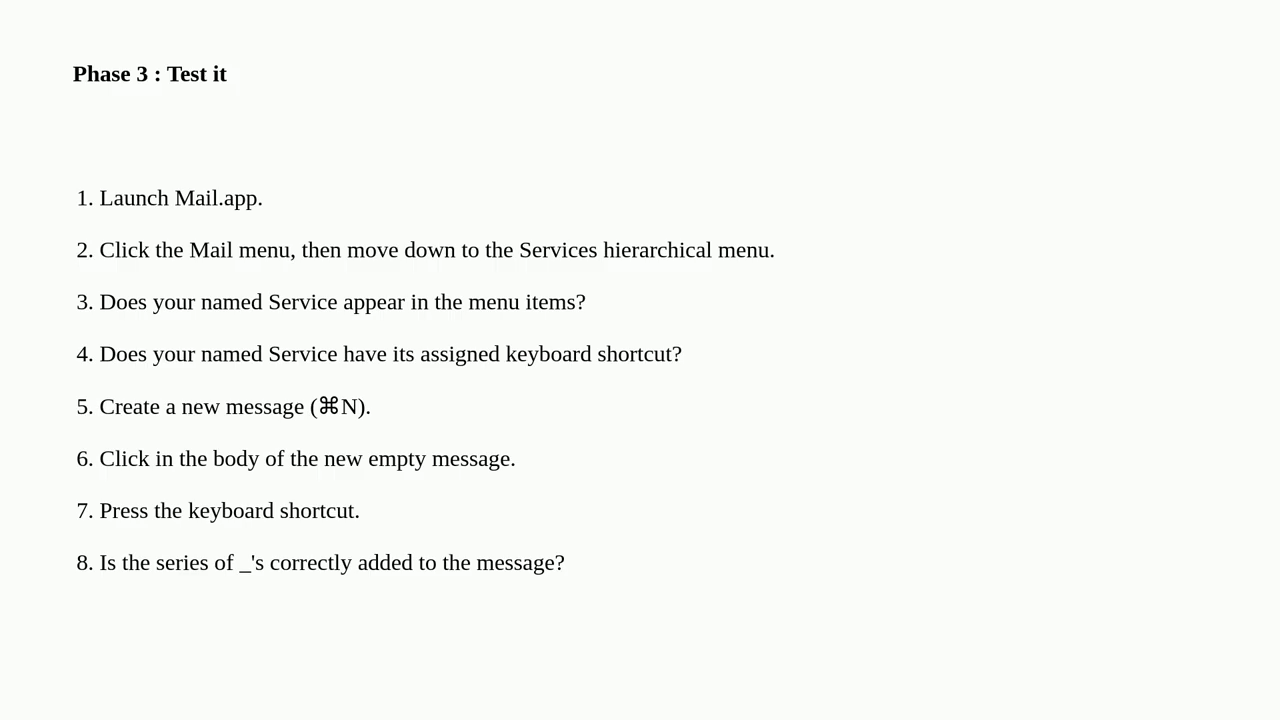 Phase 3 : Test it
1. Launch Mail.app.
2. Click the Mail menu, then move down to the Services hierarchical menu.
3. Does your named Service appear in the menu items?
4. Does your named Service have its assigned keyboard shortcut?
5. Create a new message (⌘N).
6. Click in the body of the new empty message.
7. Press the keyboard shortcut.
8. Is the series of _'s correctly added to the message?